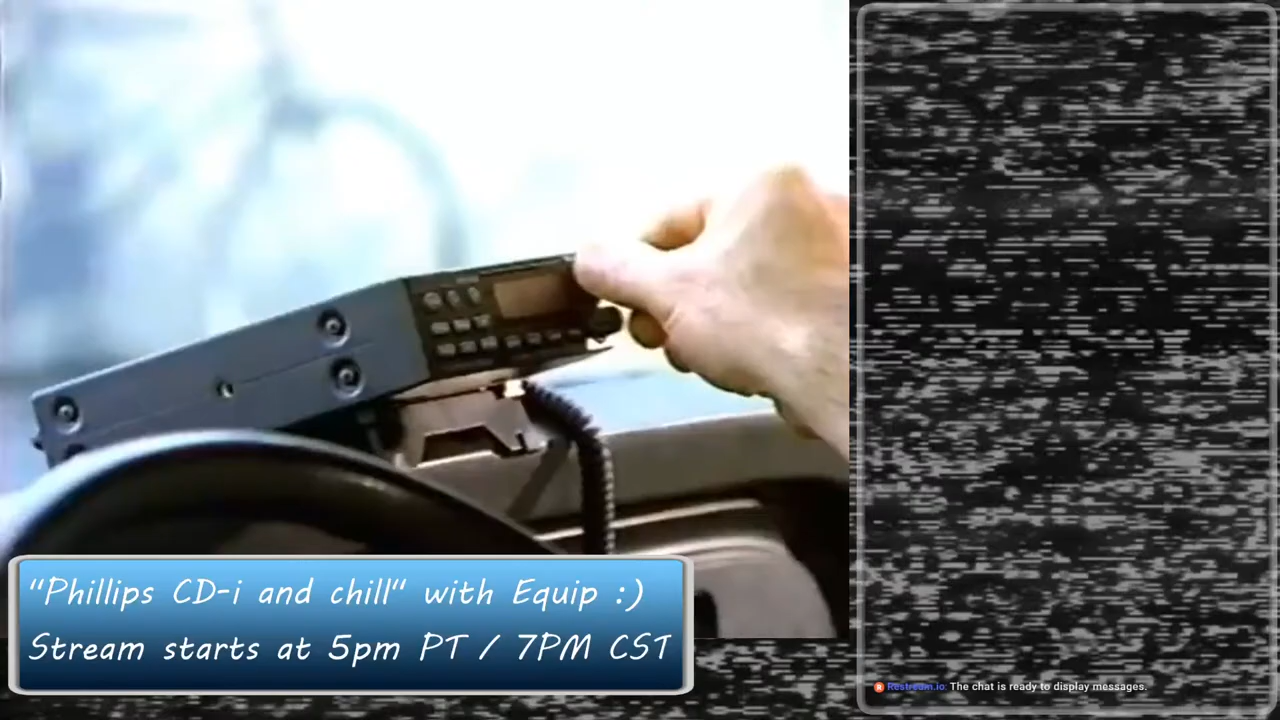 "Phillips CD-i and chill" with Equip :)
Stream starts at 5pm PT / 7PM CST
Restream.io: The chat is ready to display messages.